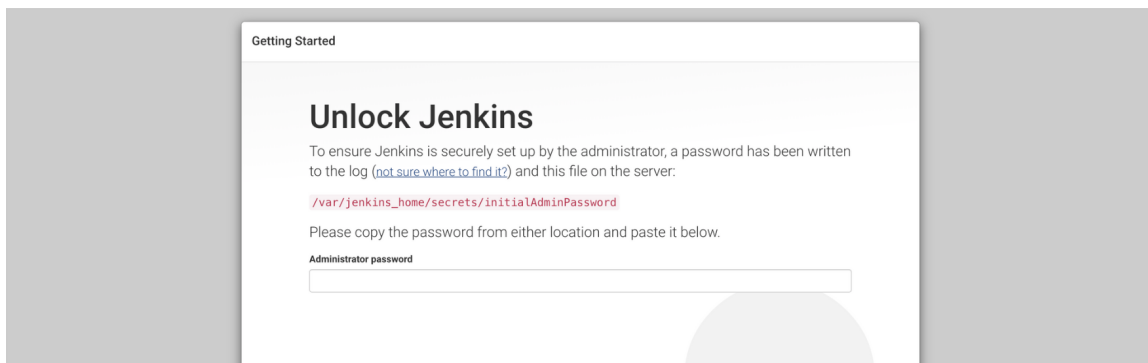 Getting Started
Unlock Jenkins
To ensure Jenkins is securely set up by the administrator, a password has been written
to the log (not sure where to find it?) and this file on the server:
/var/jenkins_home/secrets/initialAdminPassword
Please copy the password from either location and paste it below.
Administrator password